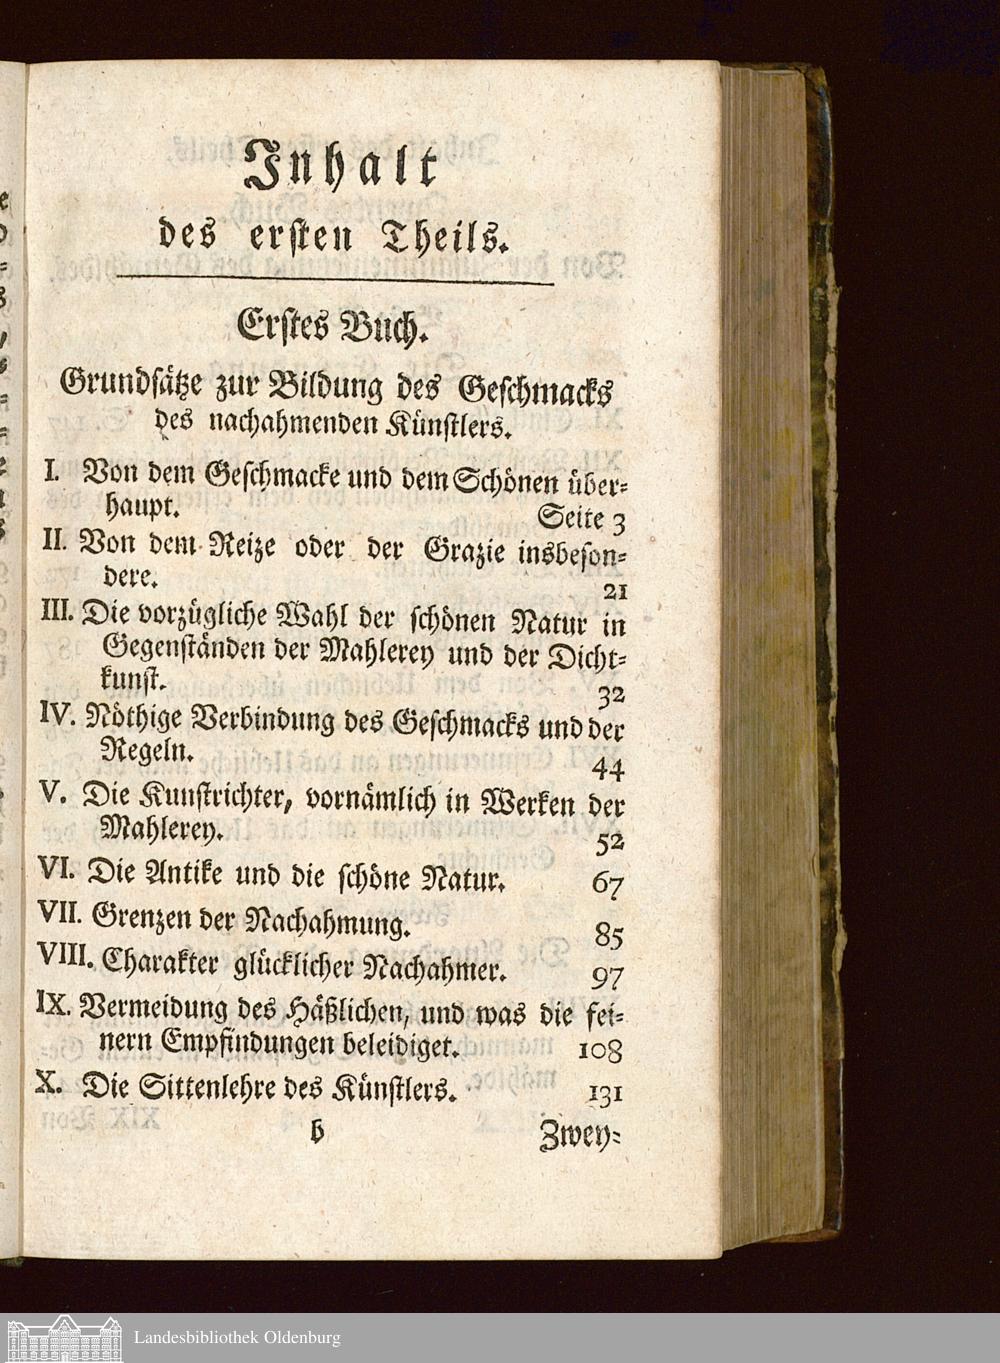 Inhalt
des ersten Theils.
Erstes Buch.
Grundsätze zur Bildung des Geschmacks
des nachahmenden Künstlers.
I. Von dem Geschmacke und dem Schönen über-
haupt. Seite 3
II. Von dem Reize oder der Grazie insbeson-
dere. 21
III. Die vorzügliche Wahl der schönen Natur in
Gegenständen der Mahlerey und der Dicht-
kunst. 32
IV. Nöthige Verbindung des Geschmacks und der
Regeln. 44
V. Die Kunstrichter, vornämlich in Werken der
Mahlerey. 52
VI. Die Antike und die schöne Natur. 67
VII. Grenzen der Nachahmung. 85
VIII. Charakter glücklicher Nachahmer. 97
IX. Vermeidung des Häßlichen, und was die fei-
nern Empfindungen beleidiget. 108
X. Die Sittenlehre des Künstlers. 131
b Zwey-
Landesbibliothek Oldenburg